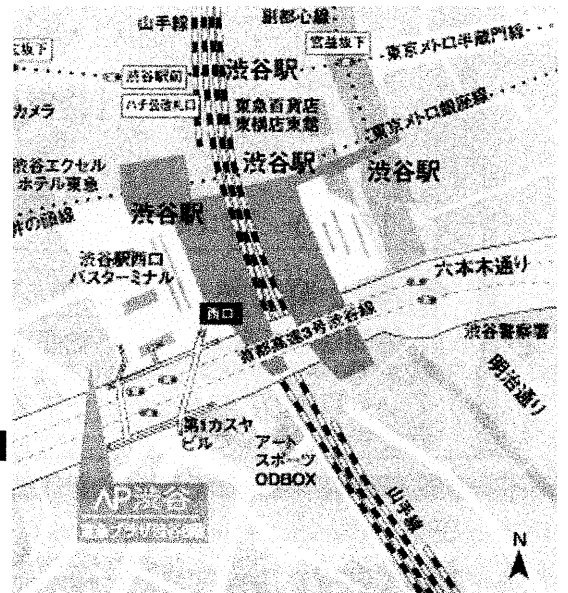 山手線
副都心線
宮益坂下
坂下
渋谷駅前
渋谷駅
東京メトロ半蔵門線
ハチ公改札口
カメラ
東急百貨店
東横店東館
東京メトロ銀座線
渋谷エクセル
ホテル東急
渋谷駅
渋谷駅
渋谷駅
井の頭線
渋谷駅西口
バスターミナル
六本木通り
西口
首都高速3号渋谷線
渋谷警察署
明治通り
第1カスヤ
ビル
アート
スポーツ
ODBOX
AP渋谷
山手線
N